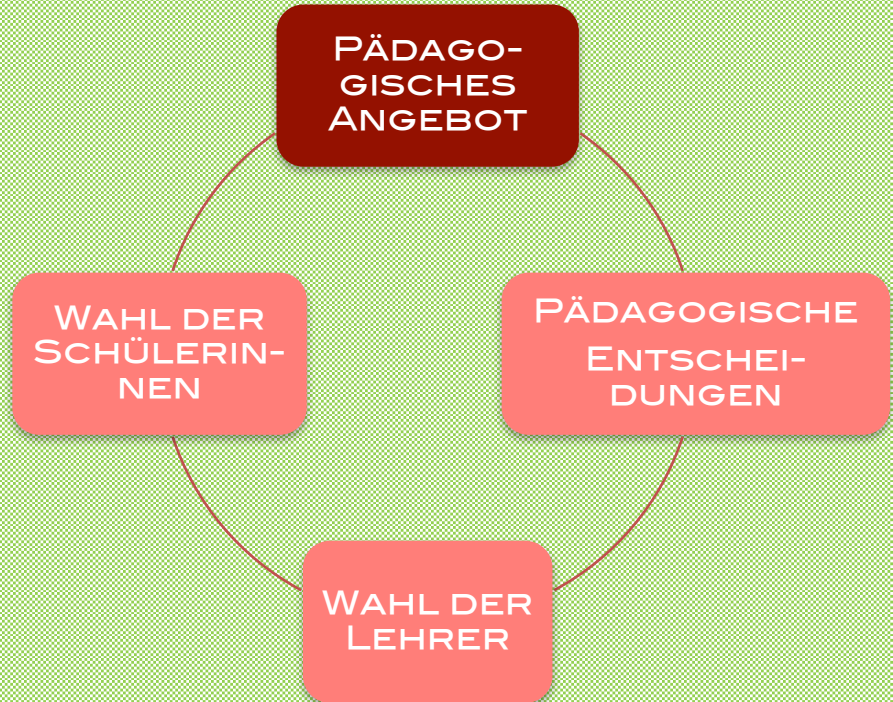 PÄDAGO-
GISCHES
ANGEBOT
PÄDAGOGISCHE
ENTSCHEI-
DUNGEN
WAHL DER
LEHRER
WAHL DER
SCHÜLERIN-
NEN